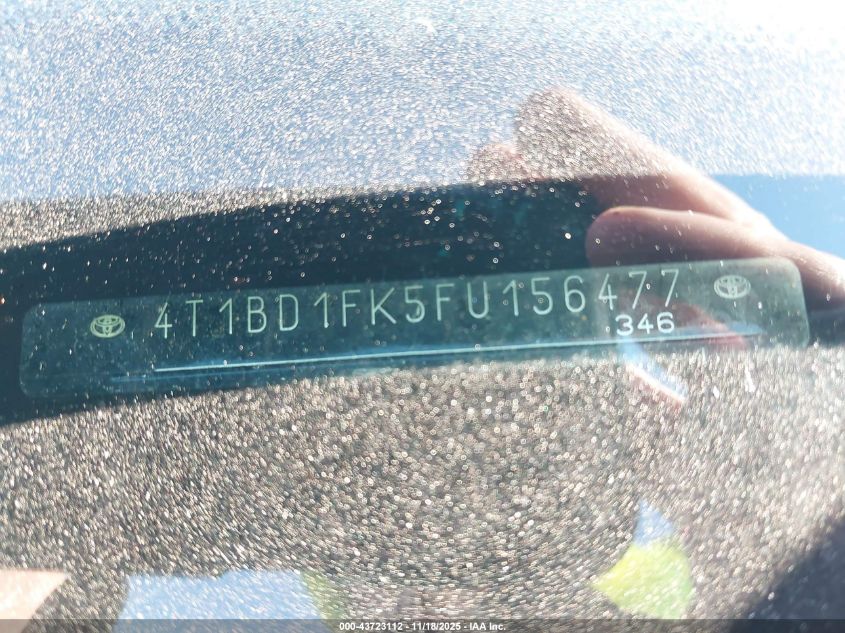 4T1BD1FK5FU156477
346
000-43723112 - 11/18/2025 - IAA Inc.